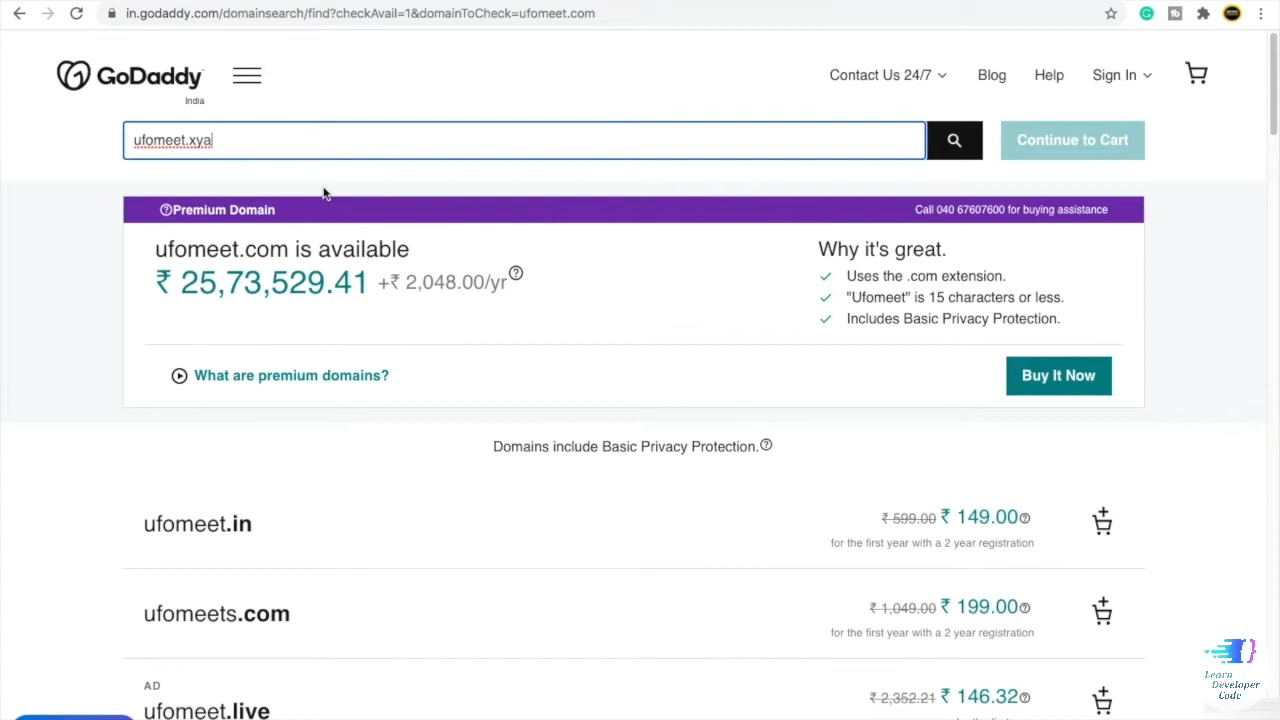 in.godaddy.com/domainsearch/find?checkAvail=1&domainToCheck=ufomeet.com
GoDaddy
India
Contact Us 24/7
Blog
Help
Sign In
ufomeet.xya
Continue to Cart
Premium Domain
Call 040 67607600 for buying assistance
ufomeet.com is available
₹ 25,73,529.41 +₹ 2,048.00/yr
Why it's great.
Uses the .com extension.
"Ufomeet" is 15 characters or less.
Includes Basic Privacy Protection.
What are premium domains?
Buy It Now
Domains include Basic Privacy Protection.
ufomeet.in
₹ 599.00 ₹ 149.00
for the first year with a 2 year registration
ufomeets.com
₹ 1,049.00 ₹ 199.00
for the first year with a 2 year registration
AD
ufomeet.live
₹ 2,352.21 ₹ 146.32
Learn
Developer
Code